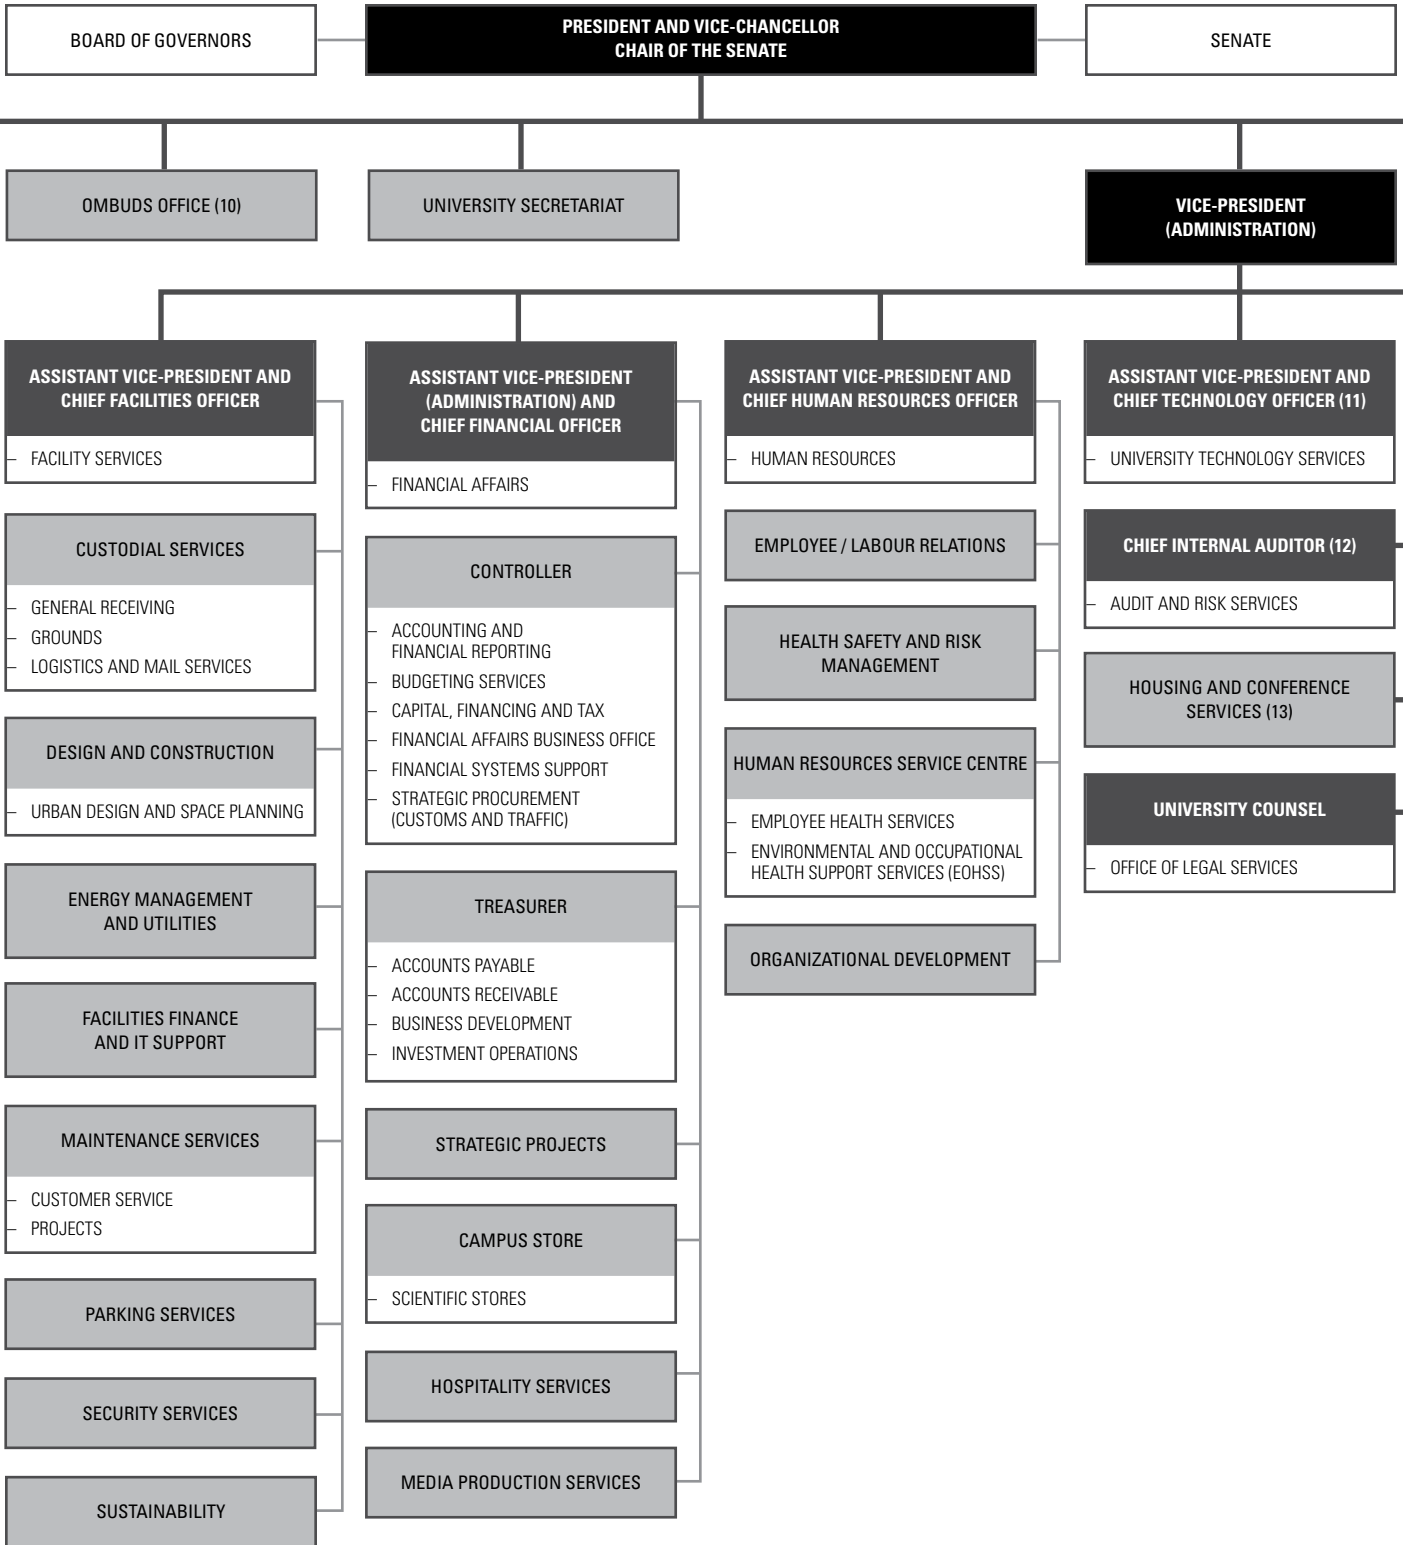 BOARD OF GOVERNORS
PRESIDENT AND VICE-CHANCELLOR
CHAIR OF THE SENATE
SENATE
OMBUDS OFFICE (10)
UNIVERSITY SECRETARIAT
VICE-PRESIDENT
(ADMINISTRATION)
ASSISTANT VICE-PRESIDENT AND
CHIEF FACILITIES OFFICER
– FACILITY SERVICES
CUSTODIAL SERVICES
– GENERAL RECEIVING
– GROUNDS
– LOGISTICS AND MAIL SERVICES
DESIGN AND CONSTRUCTION
– URBAN DESIGN AND SPACE PLANNING
ENERGY MANAGEMENT
AND UTILITIES
FACILITIES FINANCE
AND IT SUPPORT
MAINTENANCE SERVICES
– CUSTOMER SERVICE
– PROJECTS
PARKING SERVICES
SECURITY SERVICES
SUSTAINABILITY
ASSISTANT VICE-PRESIDENT
(ADMINISTRATION) AND
CHIEF FINANCIAL OFFICER
– FINANCIAL AFFAIRS
CONTROLLER
– ACCOUNTING AND
FINANCIAL REPORTING
– BUDGETING SERVICES
– CAPITAL, FINANCING AND TAX
– FINANCIAL AFFAIRS BUSINESS OFFICE
– FINANCIAL SYSTEMS SUPPORT
– STRATEGIC PROCUREMENT
(CUSTOMS AND TRAFFIC)
TREASURER
– ACCOUNTS PAYABLE
– ACCOUNTS RECEIVABLE
– BUSINESS DEVELOPMENT
– INVESTMENT OPERATIONS
STRATEGIC PROJECTS
CAMPUS STORE
– SCIENTIFIC STORES
HOSPITALITY SERVICES
MEDIA PRODUCTION SERVICES
ASSISTANT VICE-PRESIDENT AND
CHIEF HUMAN RESOURCES OFFICER
– HUMAN RESOURCES
EMPLOYEE / LABOUR RELATIONS
HEALTH SAFETY AND RISK
MANAGEMENT
HUMAN RESOURCES SERVICE CENTRE
– EMPLOYEE HEALTH SERVICES
– ENVIRONMENTAL AND OCCUPATIONAL
HEALTH SUPPORT SERVICES (EOHSS)
ORGANIZATIONAL DEVELOPMENT
ASSISTANT VICE-PRESIDENT AND
CHIEF TECHNOLOGY OFFICER (11)
– UNIVERSITY TECHNOLOGY SERVICES
CHIEF INTERNAL AUDITOR (12)
– AUDIT AND RISK SERVICES
HOUSING AND CONFERENCE
SERVICES (13)
UNIVERSITY COUNSEL
– OFFICE OF LEGAL SERVICES